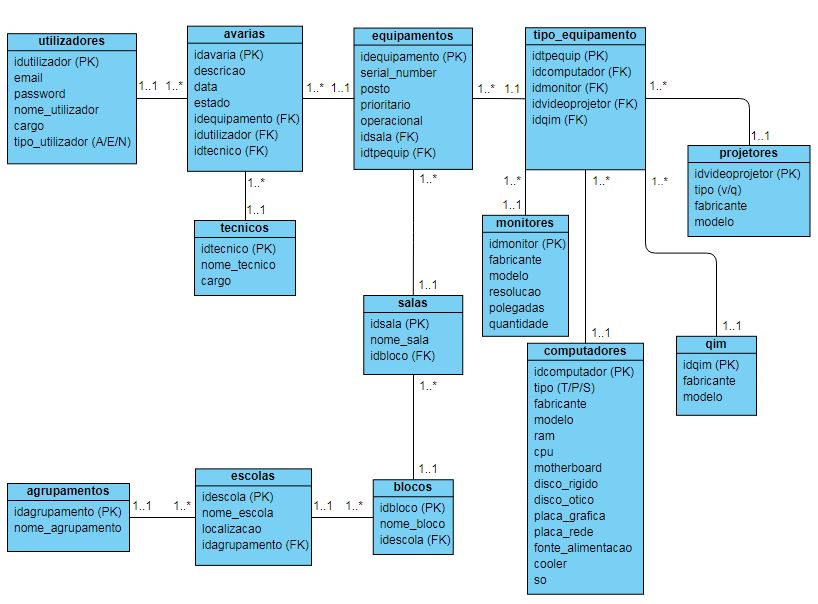 utilizadores
idutilizador (PK)
email
password
nome_utilizador
cargo
tipo_utilizador (A/E/N)
1..1
1..*
avarias
idavaria (PK)
descricao
data
estado
idequipamento (FK)
idutilizador (FK)
idtecnico (FK)
1..*
1..1
equipamentos
idequipamento (PK)
serial_number
posto
prioritario
operacional
idsala (FK)
idtpequip (FK)
1..*
1..1
tipo_equipamento
idtpequip (PK)
idcomputador (FK)
idmonitor (FK)
idvideoprojetor (FK)
idqim (FK)
1..*
1..1
projetores
idvideoprojetor (PK)
tipo (v/q)
fabricante
modelo
1..*
1..1
tecnicos
idtecnico (PK)
nome_tecnico
cargo
1..*
1..1
salas
idsala (PK)
nome_sala
idbloco (FK)
1..*
1..1
monitores
idmonitor (PK)
fabricante
modelo
resolucao
polegadas
quantidade
1..*
1..1
computadores
idcomputador (PK)
tipo (T/P/S)
fabricante
modelo
ram
cpu
motherboard
disco_rigido
disco_otico
placa_grafica
placa_rede
fonte_alimentacao
cooler
so
1..*
1..1
qim
idqim (PK)
fabricante
modelo
1..*
1..1
agrupamentos
idagrupamento (PK)
nome_agrupamento
1..1
1..*
escolas
idescola (PK)
nome_escola
localizacao
idagrupamento (FK)
1..1
1..*
blocos
idbloco (PK)
nome_bloco
idescola (FK)